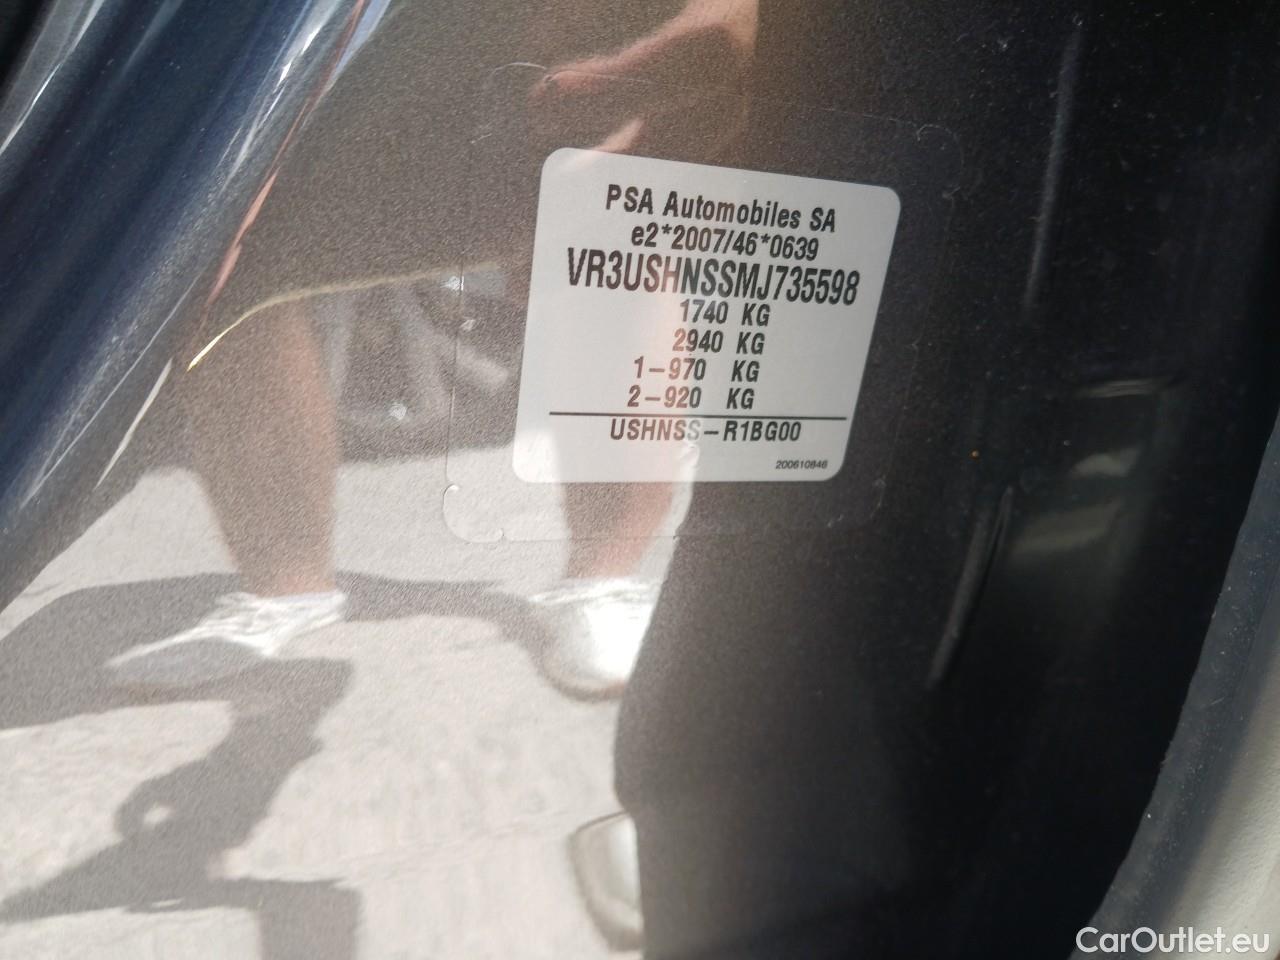 PSA Automobiles SA
e2*2007/46*0639
VR3USHNSSMJ735598
1740 KG
2940 KG
1-970 KG
2-920 KG
USHNSS-R1BG00
200610846
CarOutlet.eu